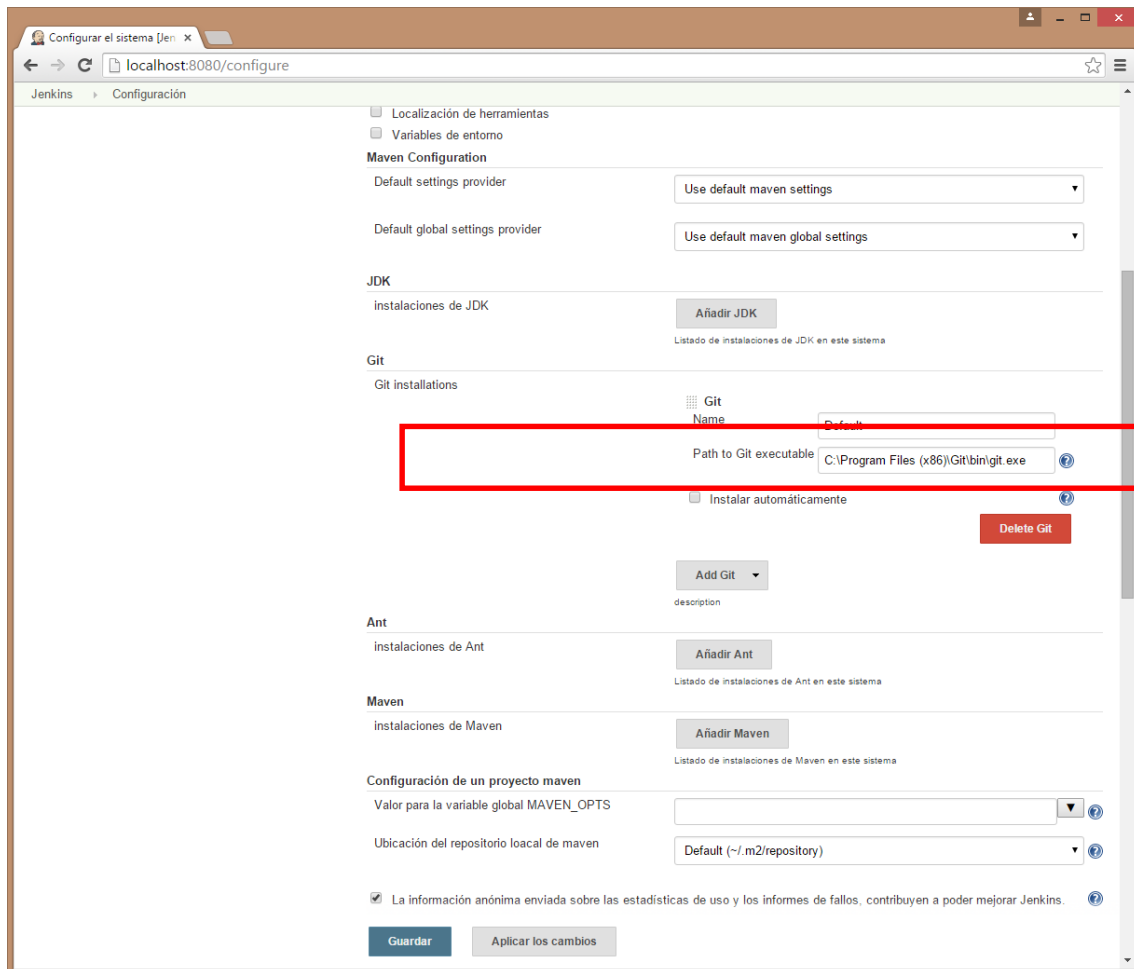 Configurar el sistema [Jen
localhost:8080/configure
Jenkins Configuración
Localización de herramientas
Variables de entorno
Maven Configuration
Default settings provider Use default maven settings
Default global settings provider Use default maven global settings
JDK
instalaciones de JDK Añadir JDK
Listado de instalaciones de JDK en este sistema
Git
Git installations
Git
Name Default
Path to Git executable C:\Program Files (x86)\Git\bin\git.exe
Instalar automáticamente
Delete Git
Add Git
description
Ant
instalaciones de Ant Añadir Ant
Listado de instalaciones de Ant en este sistema
Maven
instalaciones de Maven Añadir Maven
Listado de instalaciones de Maven en este sistema
Configuración de un proyecto maven
Valor para la variable global MAVEN_OPTS
Ubicación del repositorio loacal de maven Default (~/.m2/repository)
La información anónima enviada sobre las estadísticas de uso y los informes de fallos, contribuyen a poder mejorar Jenkins.
Guardar Aplicar los cambios